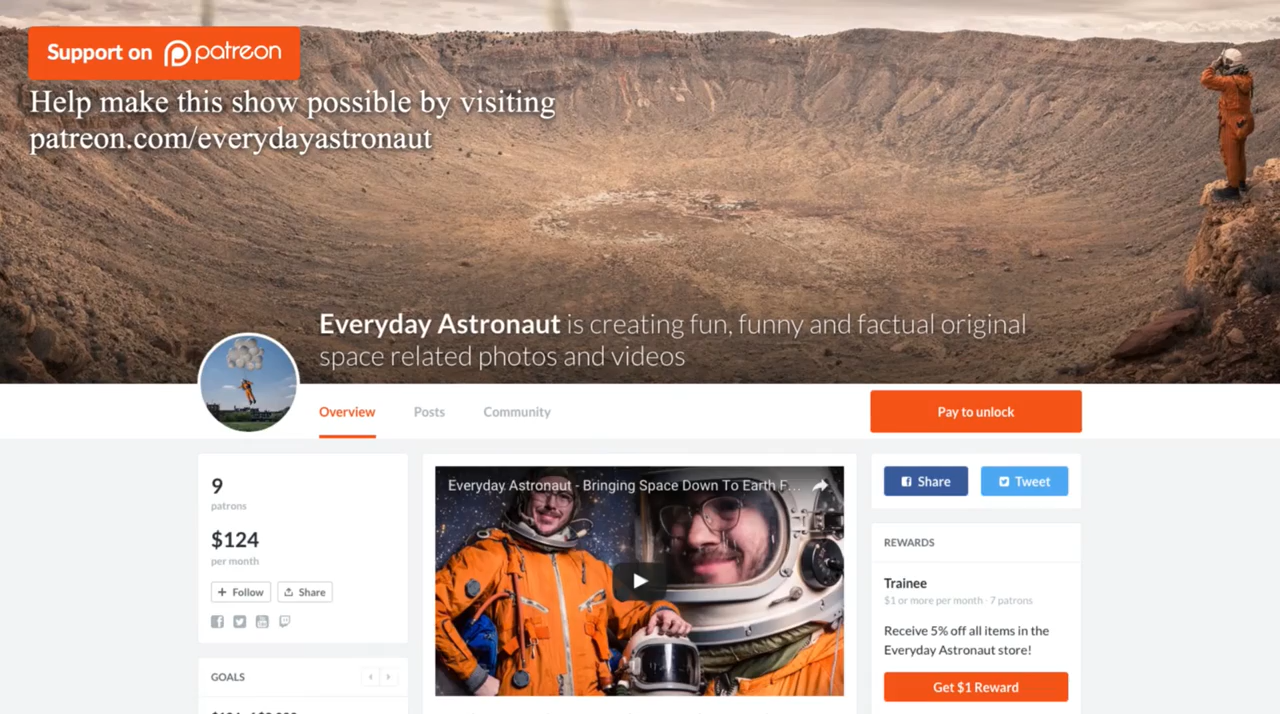 Support on patreon
Help make this show possible by visiting
patreon.com/everydayastronaut
Everyday Astronaut is creating fun, funny and factual original
space related photos and videos
Overview
Posts
Community
Pay to unlock
9
patrons
$124
per month
+ Follow
Share
GOALS
Everyday Astronaut - Bringing Space Down To Earth F...
Share
Tweet
REWARDS
Trainee
$1 or more per month · 7 patrons
Receive 5% off all items in the
Everyday Astronaut store!
Get $1 Reward